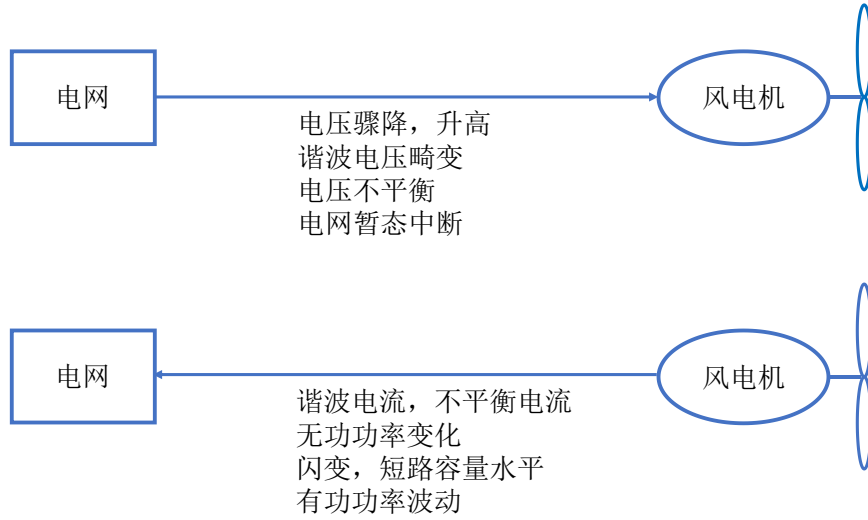 电网
风电机
电压骤降，升高
谐波电压畸变
电压不平衡
电网暂态中断
电网
风电机
谐波电流，不平衡电流
无功功率变化
闪变，短路容量水平
有功功率波动